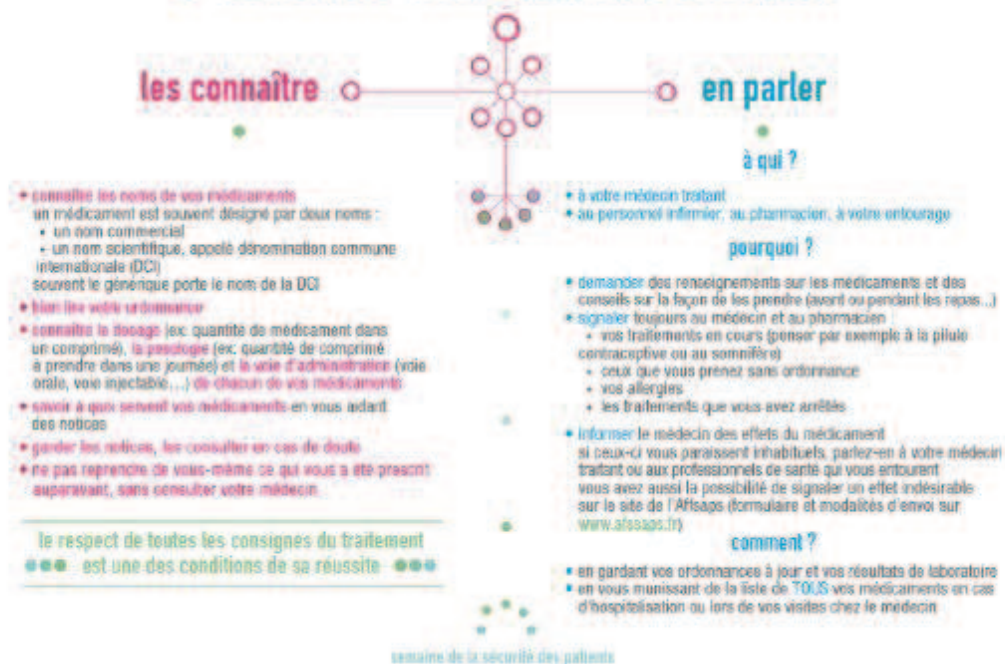 les connaître
• connaître les noms de vos médicaments
un médicament est souvent désigné par deux noms :
• un nom commercial
• un nom scientifique, appelé dénomination commune
internationale (DCI)
souvent le générique porte le nom de la DCI
• bien lire votre ordonnance
• connaître le dosage (ex: quantité de médicament dans
un comprimé), la posologie (ex: quantité de comprimé
à prendre dans une journée) et la voie d'administration (voie
orale, voie injectable...) de chacun de vos médicaments
• savoir à quoi servent vos médicaments en vous aidant
des notices
• garder les notices, les consulter en cas de doute
• ne pas reprendre de vous-même ce qui vous a été prescrit
auparavant, sans consulter votre médecin
le respect de toutes les consignes du traitement
est une des conditions de sa réussite
en parler
à qui ?
• à votre médecin traitant
• au personnel infirmier, au pharmacien, à votre entourage
pourquoi ?
• demander des renseignements sur les médicaments et des
conseils sur la façon de les prendre (avant ou pendant les repas...)
• signaler toujours au médecin et au pharmacien :
• vos traitements en cours (penser par exemple à la pilule
contraceptive ou au somnifère)
• ceux que vous prenez sans ordonnance
• vos allergies
• les traitements que vous avez arrêtés
• informer le médecin des effets du médicament
si ceux-ci vous paraissent inhabituels, parlez-en à votre médecin
traitant ou aux professionnels de santé qui vous entourent
vous avez aussi la possibilité de signaler un effet indésirable
sur le site de l'Afssaps (formulaire et modalités d'envoi sur
www.afssaps.fr)
comment ?
• en gardant vos ordonnances à jour et vos résultats de laboratoire
• en vous munissant de la liste de TOUS vos médicaments en cas
d'hospitalisation ou lors de vos visites chez le médecin
semaine de la sécurité des patients